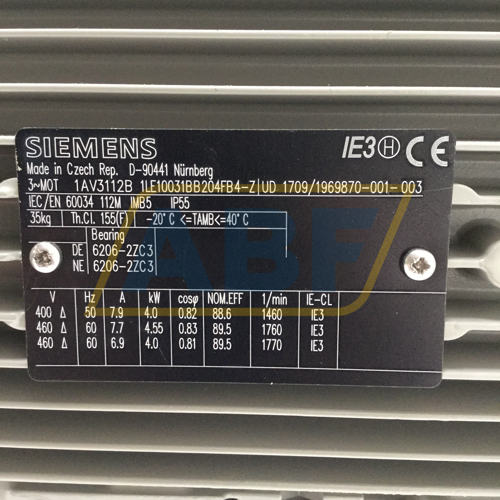 SIEMENS IE3 H CE
Made in Czech Rep. D-90441 Nürnberg
3~MOT 1AV3112B 1LE10031BB204FB4-Z UD 1709/1969870-001-003
IEC/EN 60034 112M IMB5 IP55
35kg Th.Cl. 155(F) -20°C <=TAMB<=40°C
Bearing
DE 6206-2ZC3
NE 6206-2ZC3
V Hz A kW cosφ NOM.EFF 1/min IE-CL
400 Δ 50 7.9 4.0 0.82 88.6 1460 IE3
460 Δ 60 7.7 4.55 0.83 89.5 1760 IE3
460 Δ 60 6.9 4.0 0.81 89.5 1770 IE3
ABF